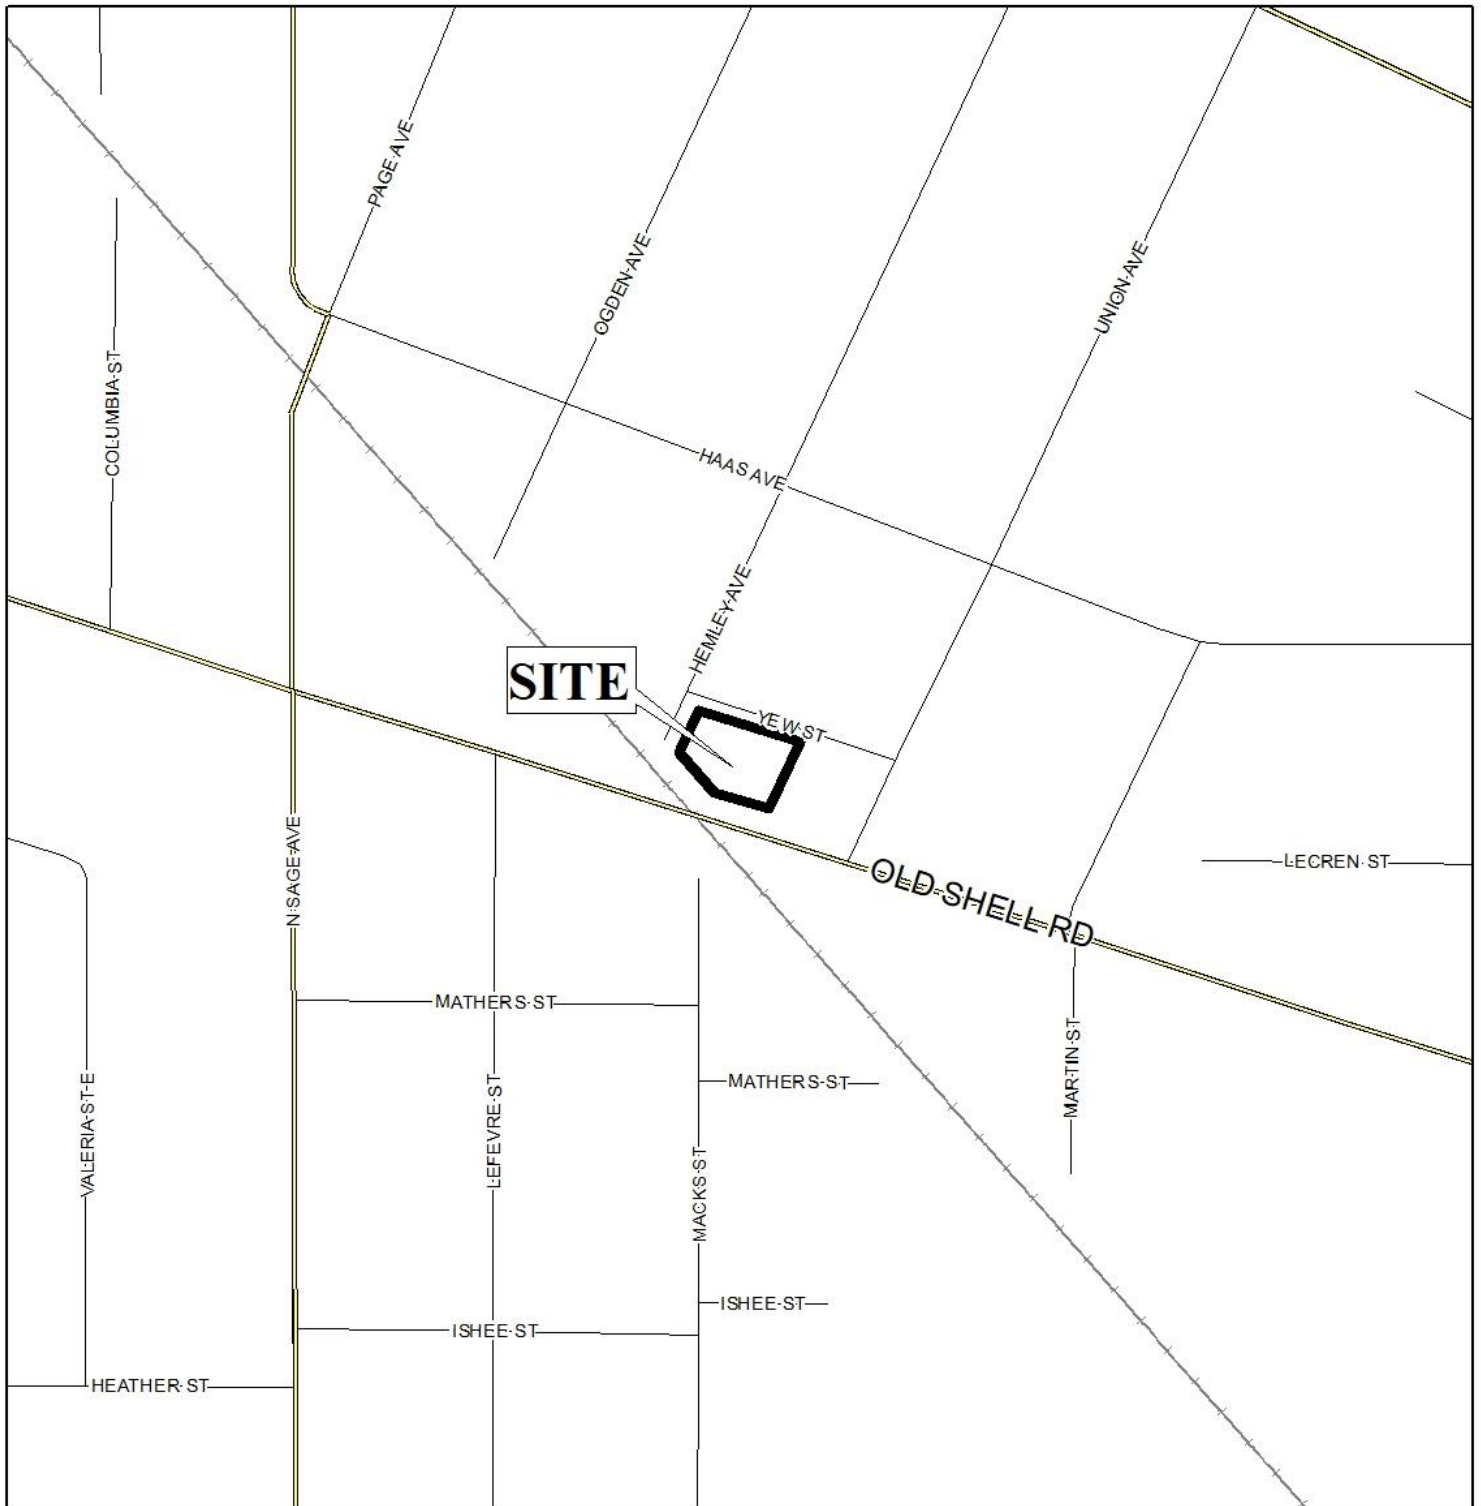 PAGE AVE
OGDEN AVE
UNION AVE
COLUMBIA ST
HAAS AVE
HEMLEY AVE
SITE
YEW ST
N SAGE AVE
OLD SHELL RD
LECREN ST
MATHERS ST
MATHERS ST
MARTIN ST
VALERIA ST E
LEFEVRE ST
MACKS ST
ISHEE ST
ISHEE ST
HEATHER ST